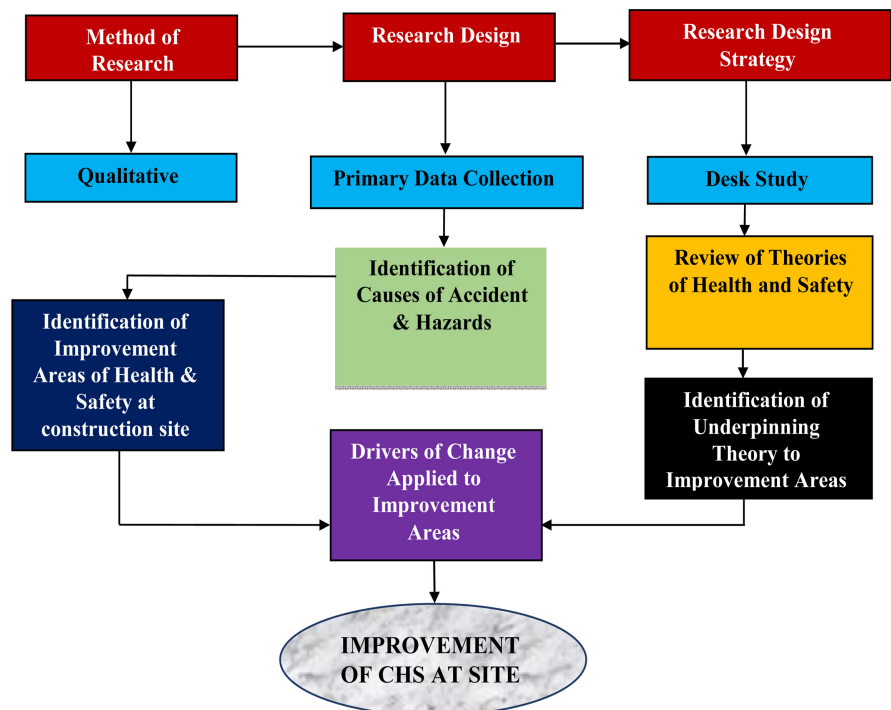 Method of
Research
Research Design
Research Design
Strategy
Qualitative
Primary Data Collection
Desk Study
Identification of
Causes of Accident
& Hazards
Review of Theories
of Health and Safety
Identification of
Improvement
Areas of Health &
Safety at
construction site
Identification of
Underpinning
Theory to
Improvement Areas
Drivers of Change
Applied to
Improvement
Areas
IMPROVEMENT
OF CHS AT SITE